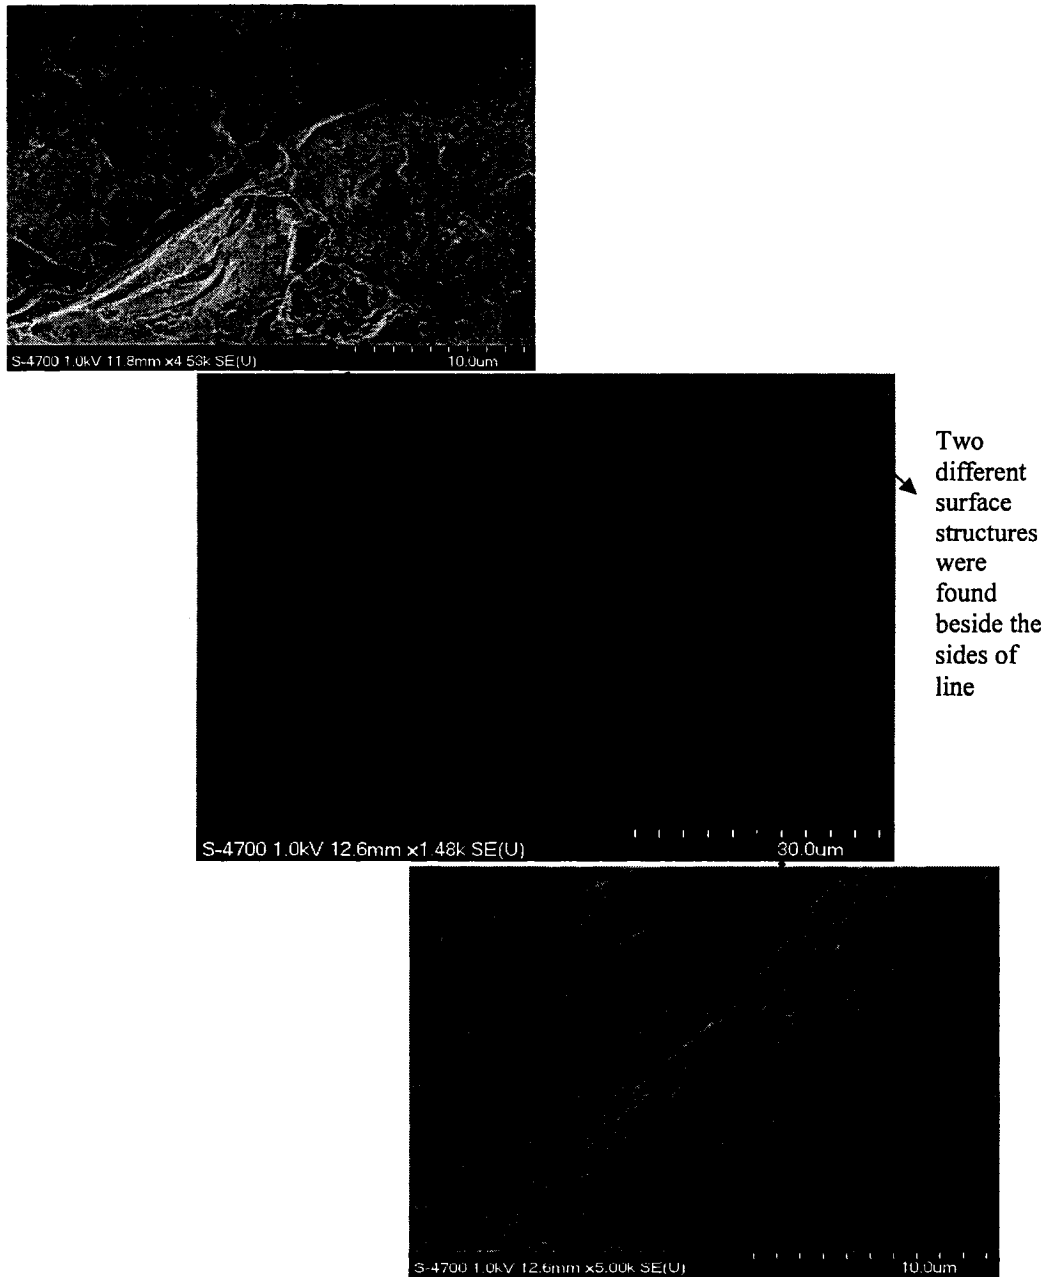 S-4700 1.0kV 11.8mm x4.53k SE(U) 10.0um
Two
different
surface
structures
were
found
beside the
sides of
line
S-4700 1.0kV 12.6mm x1.48k SE(U) 30.0um
S-4700 1.0kV 12.6mm x5.00k SE(U) 10.0um